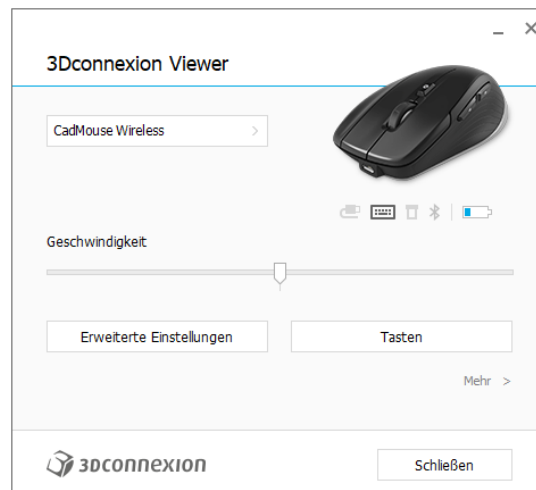 3Dconnexion Viewer
CadMouse Wireless
Geschwindigkeit
Erweiterte Einstellungen
Tasten
Mehr >
3Dconnexion
Schließen